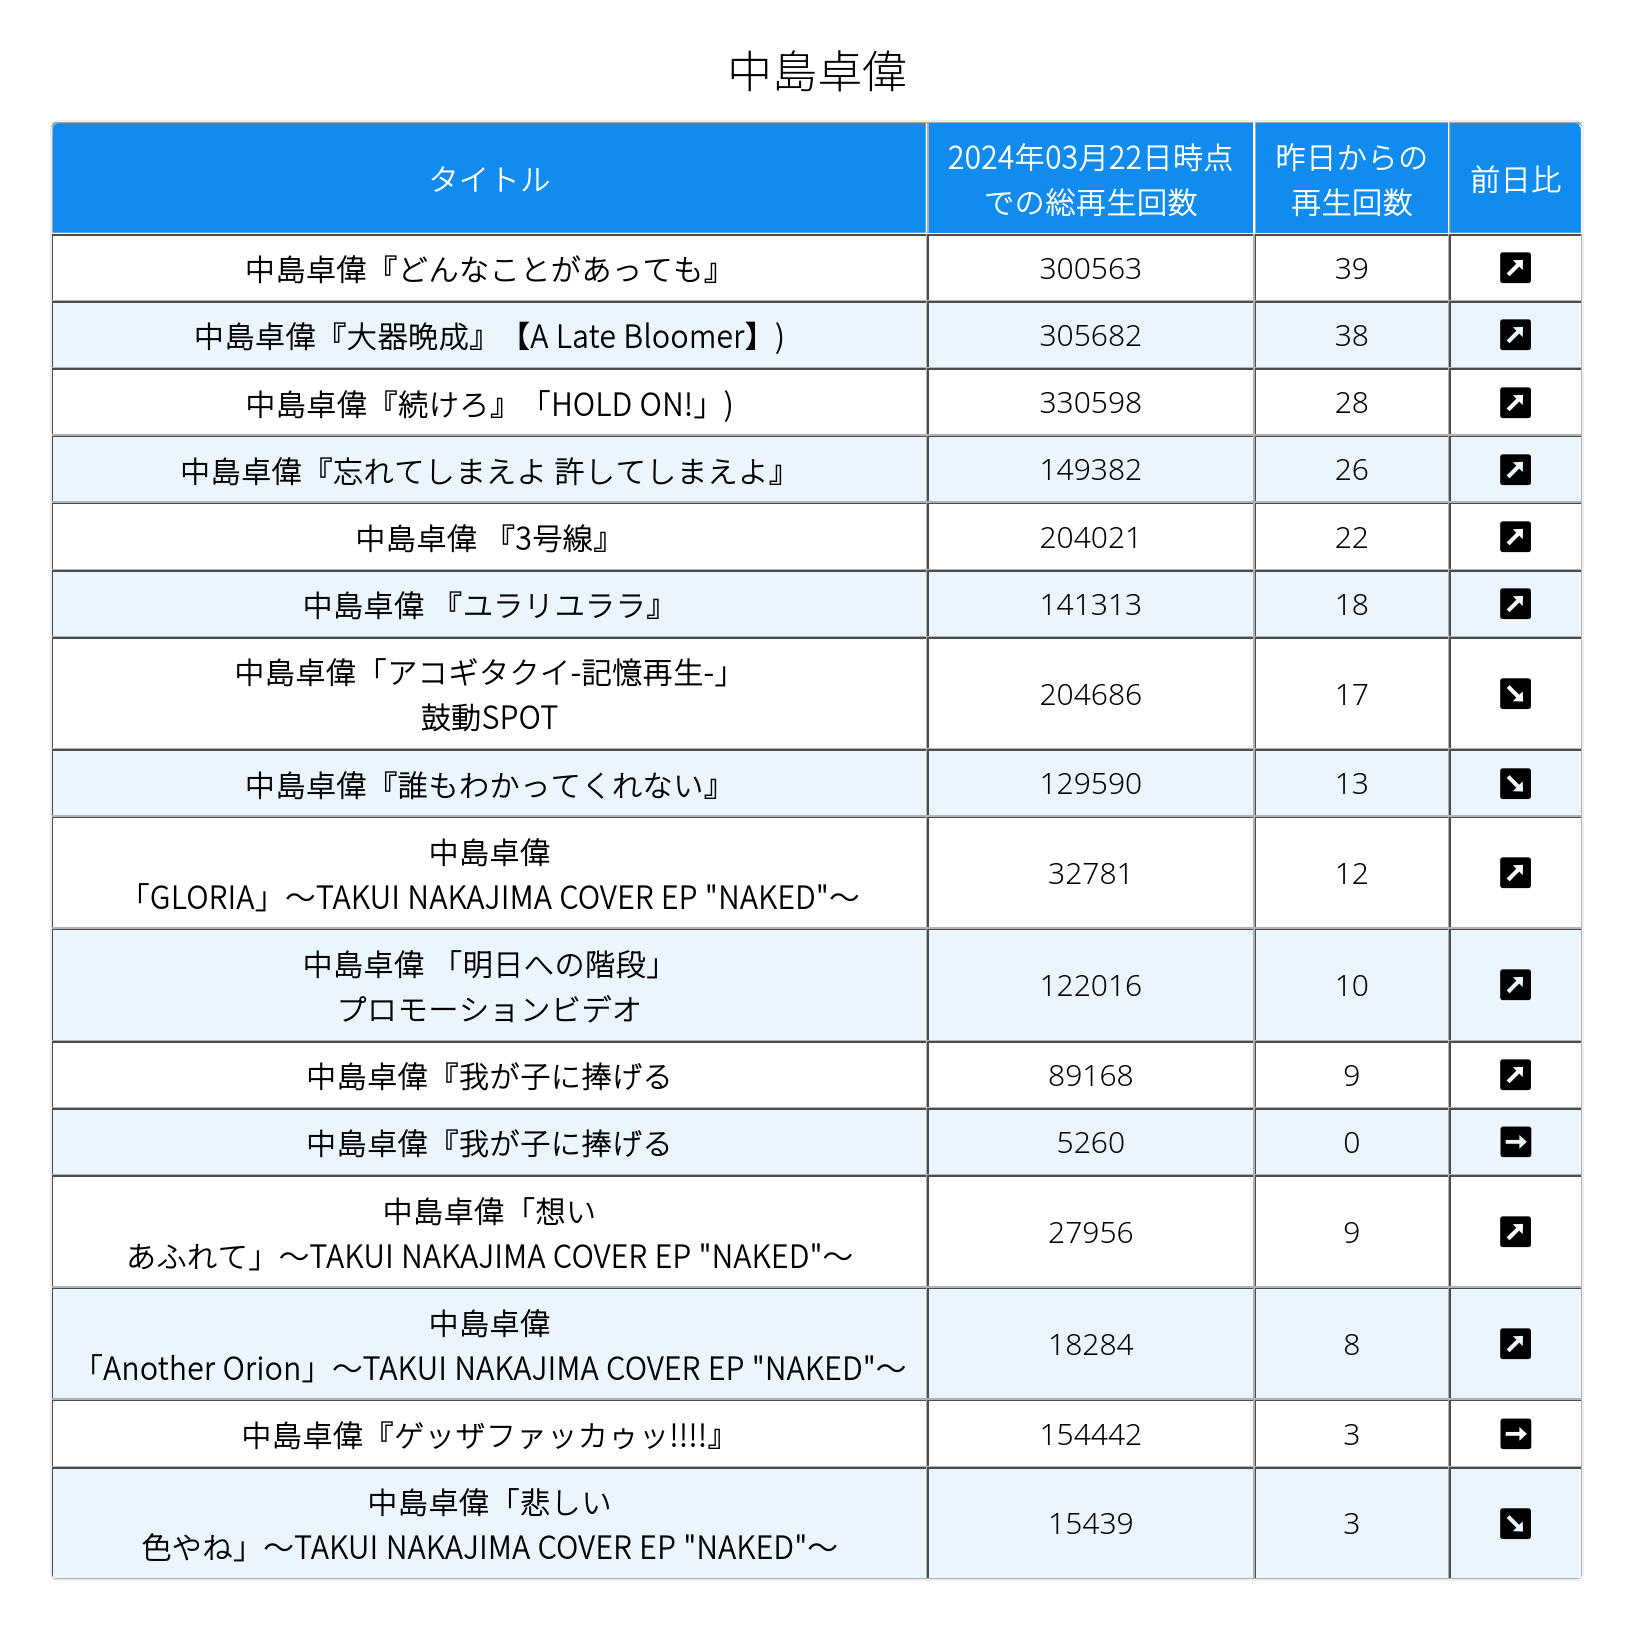 中島卓偉
タイトル
2024年03月22日時点
での総再生回数
昨日からの
再生回数
前日比
中島卓偉『どんなことがあっても』 300563 39
中島卓偉『大器晩成』【A Late Bloomer】) 305682 38
中島卓偉『続けろ』「HOLD ON!」) 330598 28
中島卓偉『忘れてしまえよ 許してしまえよ』 149382 26
中島卓偉 『3号線』 204021 22
中島卓偉 『ユラリユララ』 141313 18
中島卓偉「アコギタクイ-記憶再生-」
鼓動SPOT
204686 17
中島卓偉『誰もわかってくれない』 129590 13
中島卓偉
「GLORIA」～TAKUI NAKAJIMA COVER EP "NAKED"～
32781 12
中島卓偉 「明日への階段」
プロモーションビデオ
122016 10
中島卓偉『我が子に捧げる 89168 9
中島卓偉『我が子に捧げる 5260 0
中島卓偉「想い
あふれて」～TAKUI NAKAJIMA COVER EP "NAKED"～
27956 9
中島卓偉
「Another Orion」～TAKUI NAKAJIMA COVER EP "NAKED"～
18284 8
中島卓偉『ゲッザファッカゥッ!!!!』 154442 3
中島卓偉「悲しい
色やね」～TAKUI NAKAJIMA COVER EP "NAKED"～
15439 3